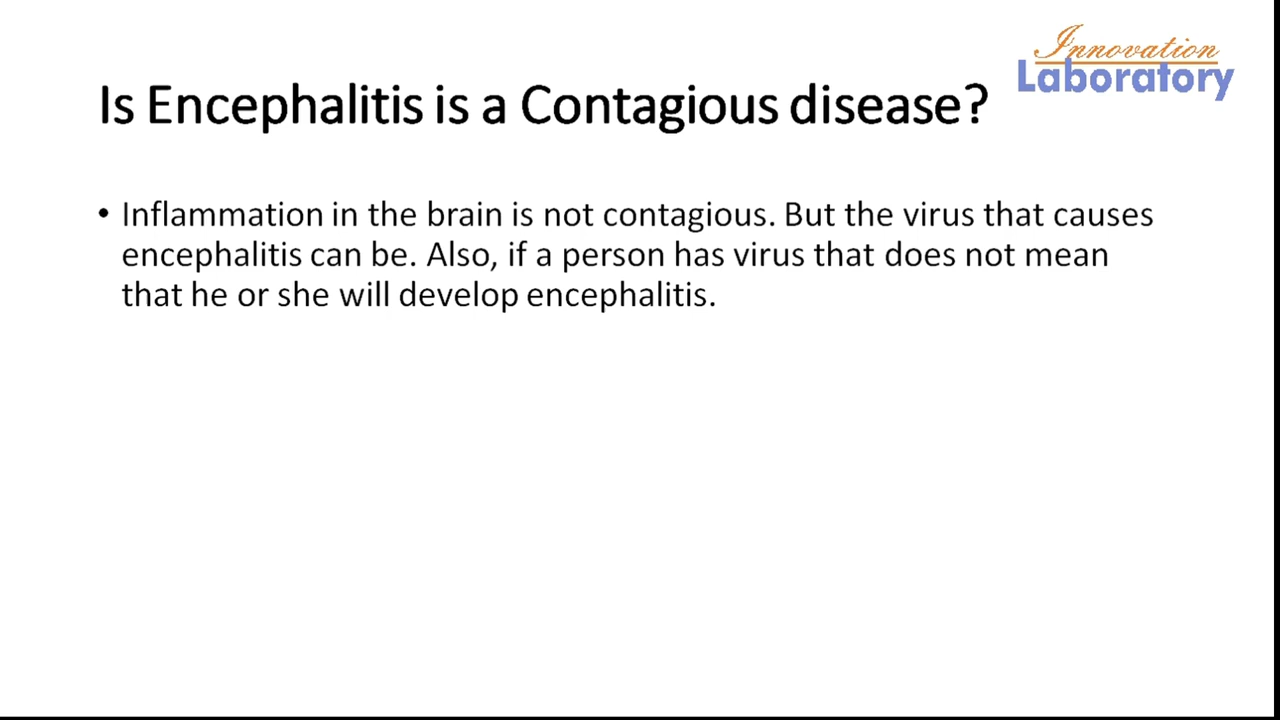 Innovation
Laboratory
Is Encephalitis is a Contagious disease?
• Inflammation in the brain is not contagious. But the virus that causes
encephalitis can be. Also, if a person has virus that does not mean
that he or she will develop encephalitis.